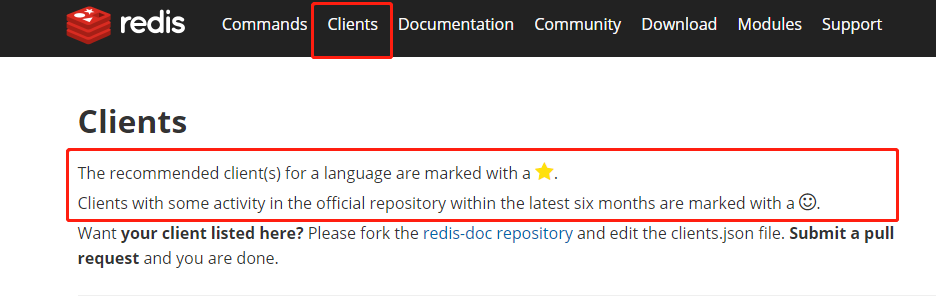 redis Commands Clients Documentation Community Download Modules Support
Clients
The recommended client(s) for a language are marked with a ⭐.
Clients with some activity in the official repository within the latest six months are marked with a ☺.
Want your client listed here? Please fork the redis-doc repository and edit the clients.json file. Submit a pull
request and you are done.